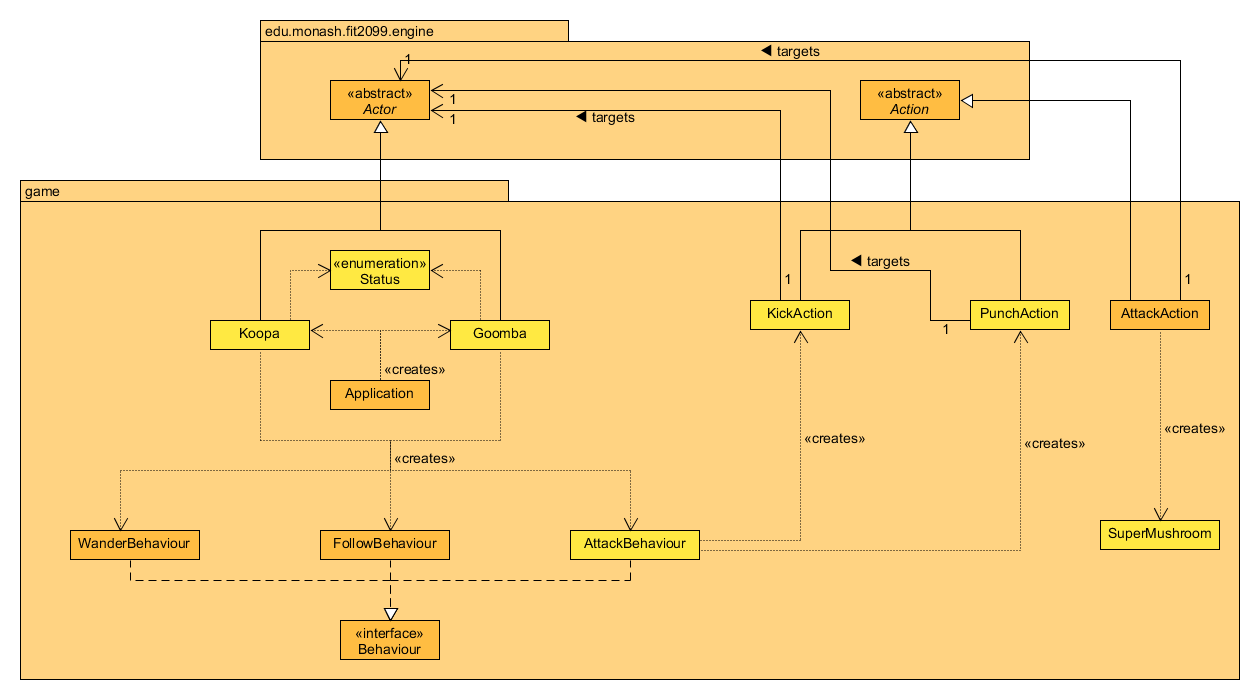 edu.monash.fit2099.engine
◀ targets
1
«abstract»
Actor
1
1
◀ targets
«abstract»
Action
game
«enumeration»
Status
◀ targets
1
1
Koopa
Goomba
KickAction
PunchAction
1
AttackAction
«creates»
Application
«creates»
«creates»
«creates»
«creates»
WanderBehaviour
FollowBehaviour
AttackBehaviour
SuperMushroom
«interface»
Behaviour